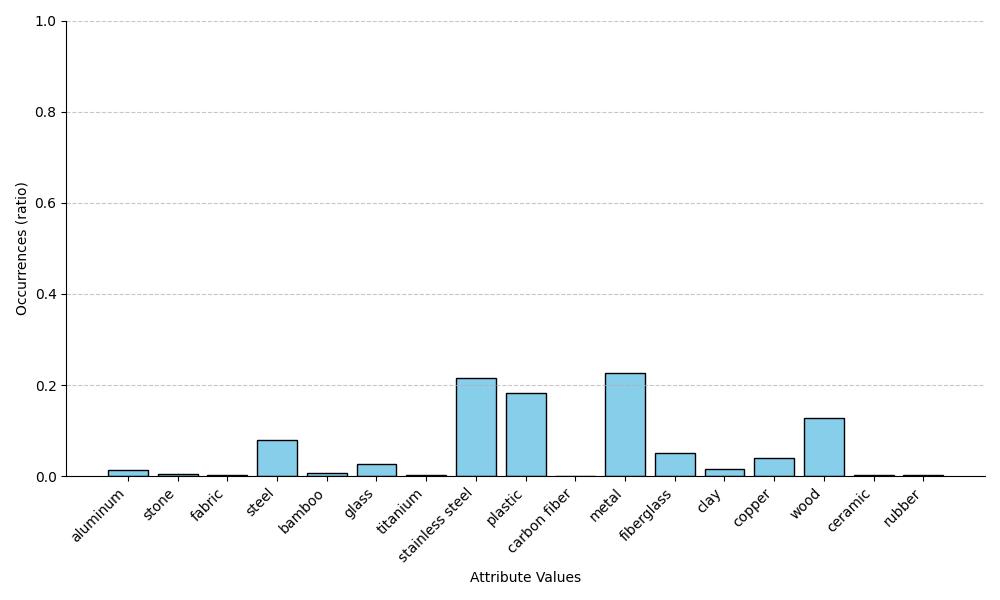 1.0
0.8
0.6
0.4
0.2
0.0
Occurrences (ratio)
aluminum
stone
fabric
steel
bamboo
glass
titanium
stainless steel
plastic
carbon fiber
metal
fiberglass
clay
copper
wood
ceramic
rubber
Attribute Values